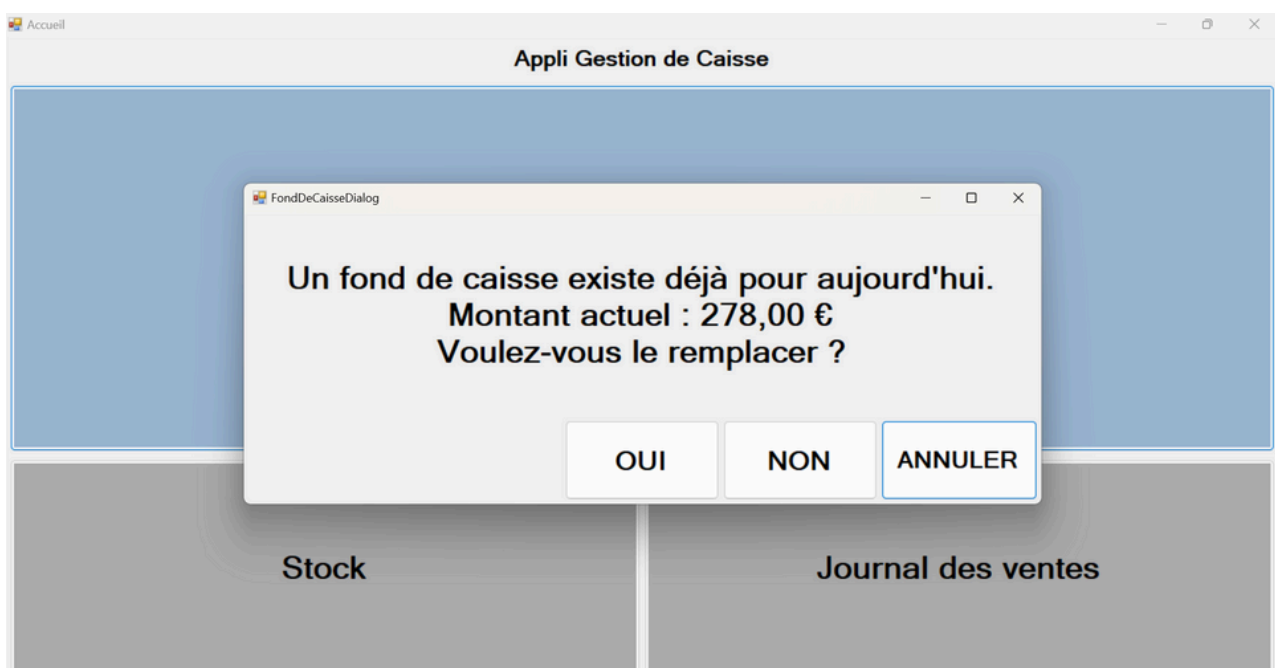 Accueil
Appli Gestion de Caisse
FondDeCaisseDialog
Un fond de caisse existe déjà pour aujourd'hui.
Montant actuel : 278,00 €
Voulez-vous le remplacer ?
OUI
NON
ANNULER
Stock
Journal des ventes